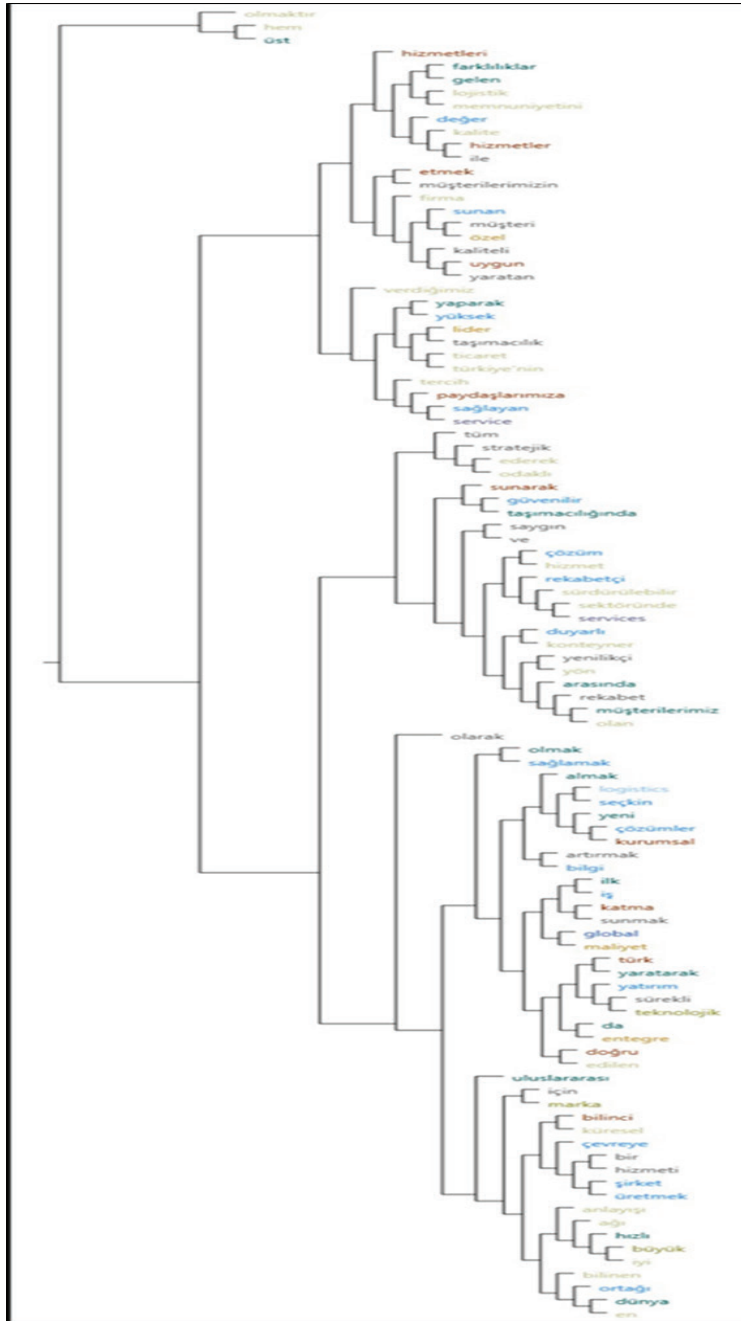 olmaktır
hem
üst
hizmetleri
farklılıklar
gelen
lojistik
memnuniyetini
değer
kalite
hizmetler
ile
etmek
müşterilerimizin
firma
sunan
müşteri
özel
kaliteli
uygun
yaratan
verdiğimiz
yaparak
yüksek
lider
taşımacılık
ticaret
türkiye'nin
tercih
paydaşlarımıza
sağlayan
service
tüm
stratejik
ederek
odaklı
sunarak
güvenilir
taşımacılığında
saygın
ve
çözüm
hizmet
rekabetçi
sürdürülebilir
sektöründe
services
duyarlı
konteyner
yenilikçi
yön
arasında
rekabet
müşterilerimiz
olan
olarak
olmak
sağlamak
almak
logistics
seçkin
yeni
çözümler
kurumsal
artırmak
bilgi
ilk
iş
katma
sunmak
global
maliyet
türk
yaratarak
yatırım
sürekli
teknolojik
da
entegre
doğru
edilen
uluslararası
için
marka
bilinci
küresel
çevreye
bir
hizmeti
şirket
üretmek
anlayışı
ağı
hızlı
büyük
iyi
bilinen
ortağı
dünya
en